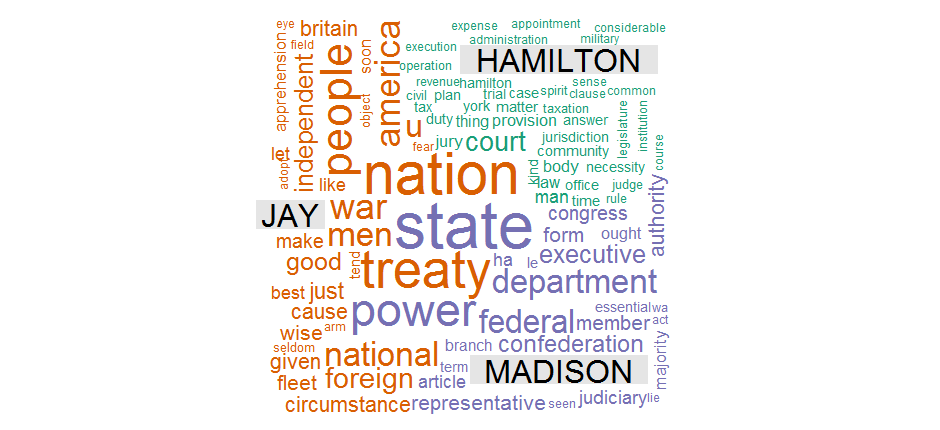 eye
britain
field
apprehension
independent
people
soon
object
america
u
fear
let
adopt
like
nation
JAY
war
men
make
good
tend
treaty
best
just
cause
arm
wise
seldom
given
national
fleet
foreign
circumstance
expense
appointment
considerable
administration
military
execution
HAMILTON
operation
revenue
hamilton
sense
civil
plan
trial
case
spirit
clause
common
tax
york
matter
taxation
duty
thing
provision
answer
legislature
institution
jury
court
jurisdiction
community
course
kind
body
necessity
law
office
judge
man
time
rule
state
congress
authority
form
ought
ha
le
executive
department
power
essential
wa
federal
member
act
branch
confederation
majority
term
MADISON
article
representative
seen
judiciary
lie